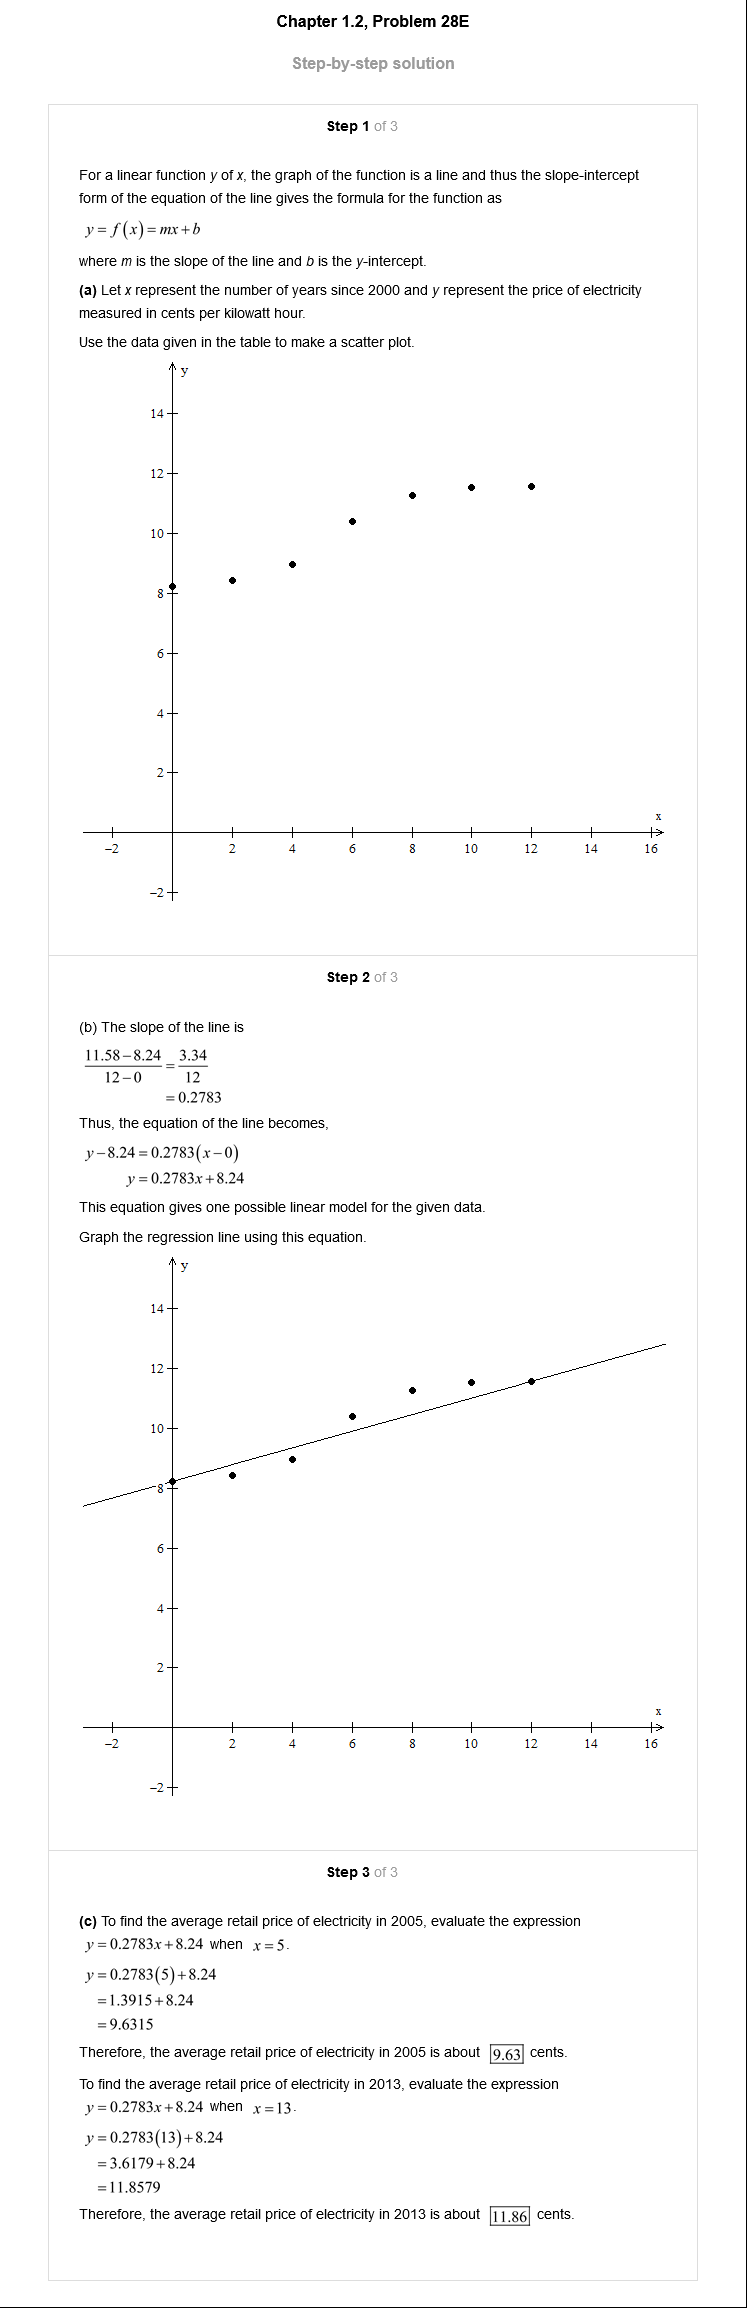 Chapter 1.2, Problem 28E
Step-by-step solution
Step 1 of 3
For a linear function y of x, the graph of the function is a line and thus the slope-intercept
form of the equation of the line gives the formula for the function as
y = f(x) = mx + b
where m is the slope of the line and b is the y-intercept.
(a) Let x represent the number of years since 2000 and y represent the price of electricity
measured in cents per kilowatt hour.
Use the data given in the table to make a scatter plot.
y
14
12
10
8
6
4
2
x
−2 2 4 6 8 10 12 14 16
−2
Step 2 of 3
(b) The slope of the line is
11.58 − 8.24 / 12 − 0 = 3.34 / 12
= 0.2783
Thus, the equation of the line becomes,
y − 8.24 = 0.2783(x − 0)
y = 0.2783x + 8.24
This equation gives one possible linear model for the given data.
Graph the regression line using this equation.
y
14
12
10
8
6
4
2
x
−2 2 4 6 8 10 12 14 16
−2
Step 3 of 3
(c) To find the average retail price of electricity in 2005, evaluate the expression
y = 0.2783x + 8.24 when x = 5.
y = 0.2783(5) + 8.24
= 1.3915 + 8.24
= 9.6315
Therefore, the average retail price of electricity in 2005 is about 9.63 cents.
To find the average retail price of electricity in 2013, evaluate the expression
y = 0.2783x + 8.24 when x = 13.
y = 0.2783(13) + 8.24
= 3.6179 + 8.24
= 11.8579
Therefore, the average retail price of electricity in 2013 is about 11.86 cents.